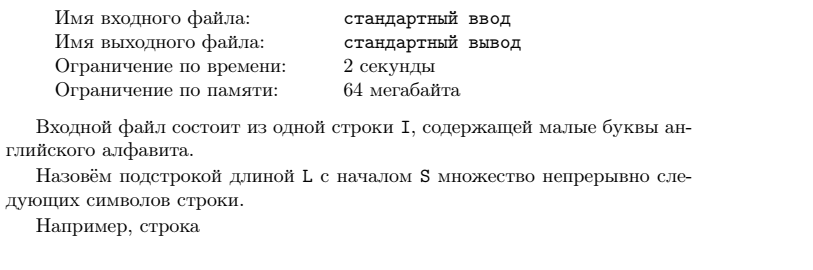 Имя входного файла: стандартный ввод
Имя выходного файла: стандартный вывод
Ограничение по времени: 2 секунды
Ограничение по памяти: 64 мегабайта
Входной файл состоит из одной строки I, содержащей малые буквы ан-
глийского алфавита.
Назовём подстрокой длиной L с началом S множество непрерывно сле-
дующих символов строки.
Например, строка